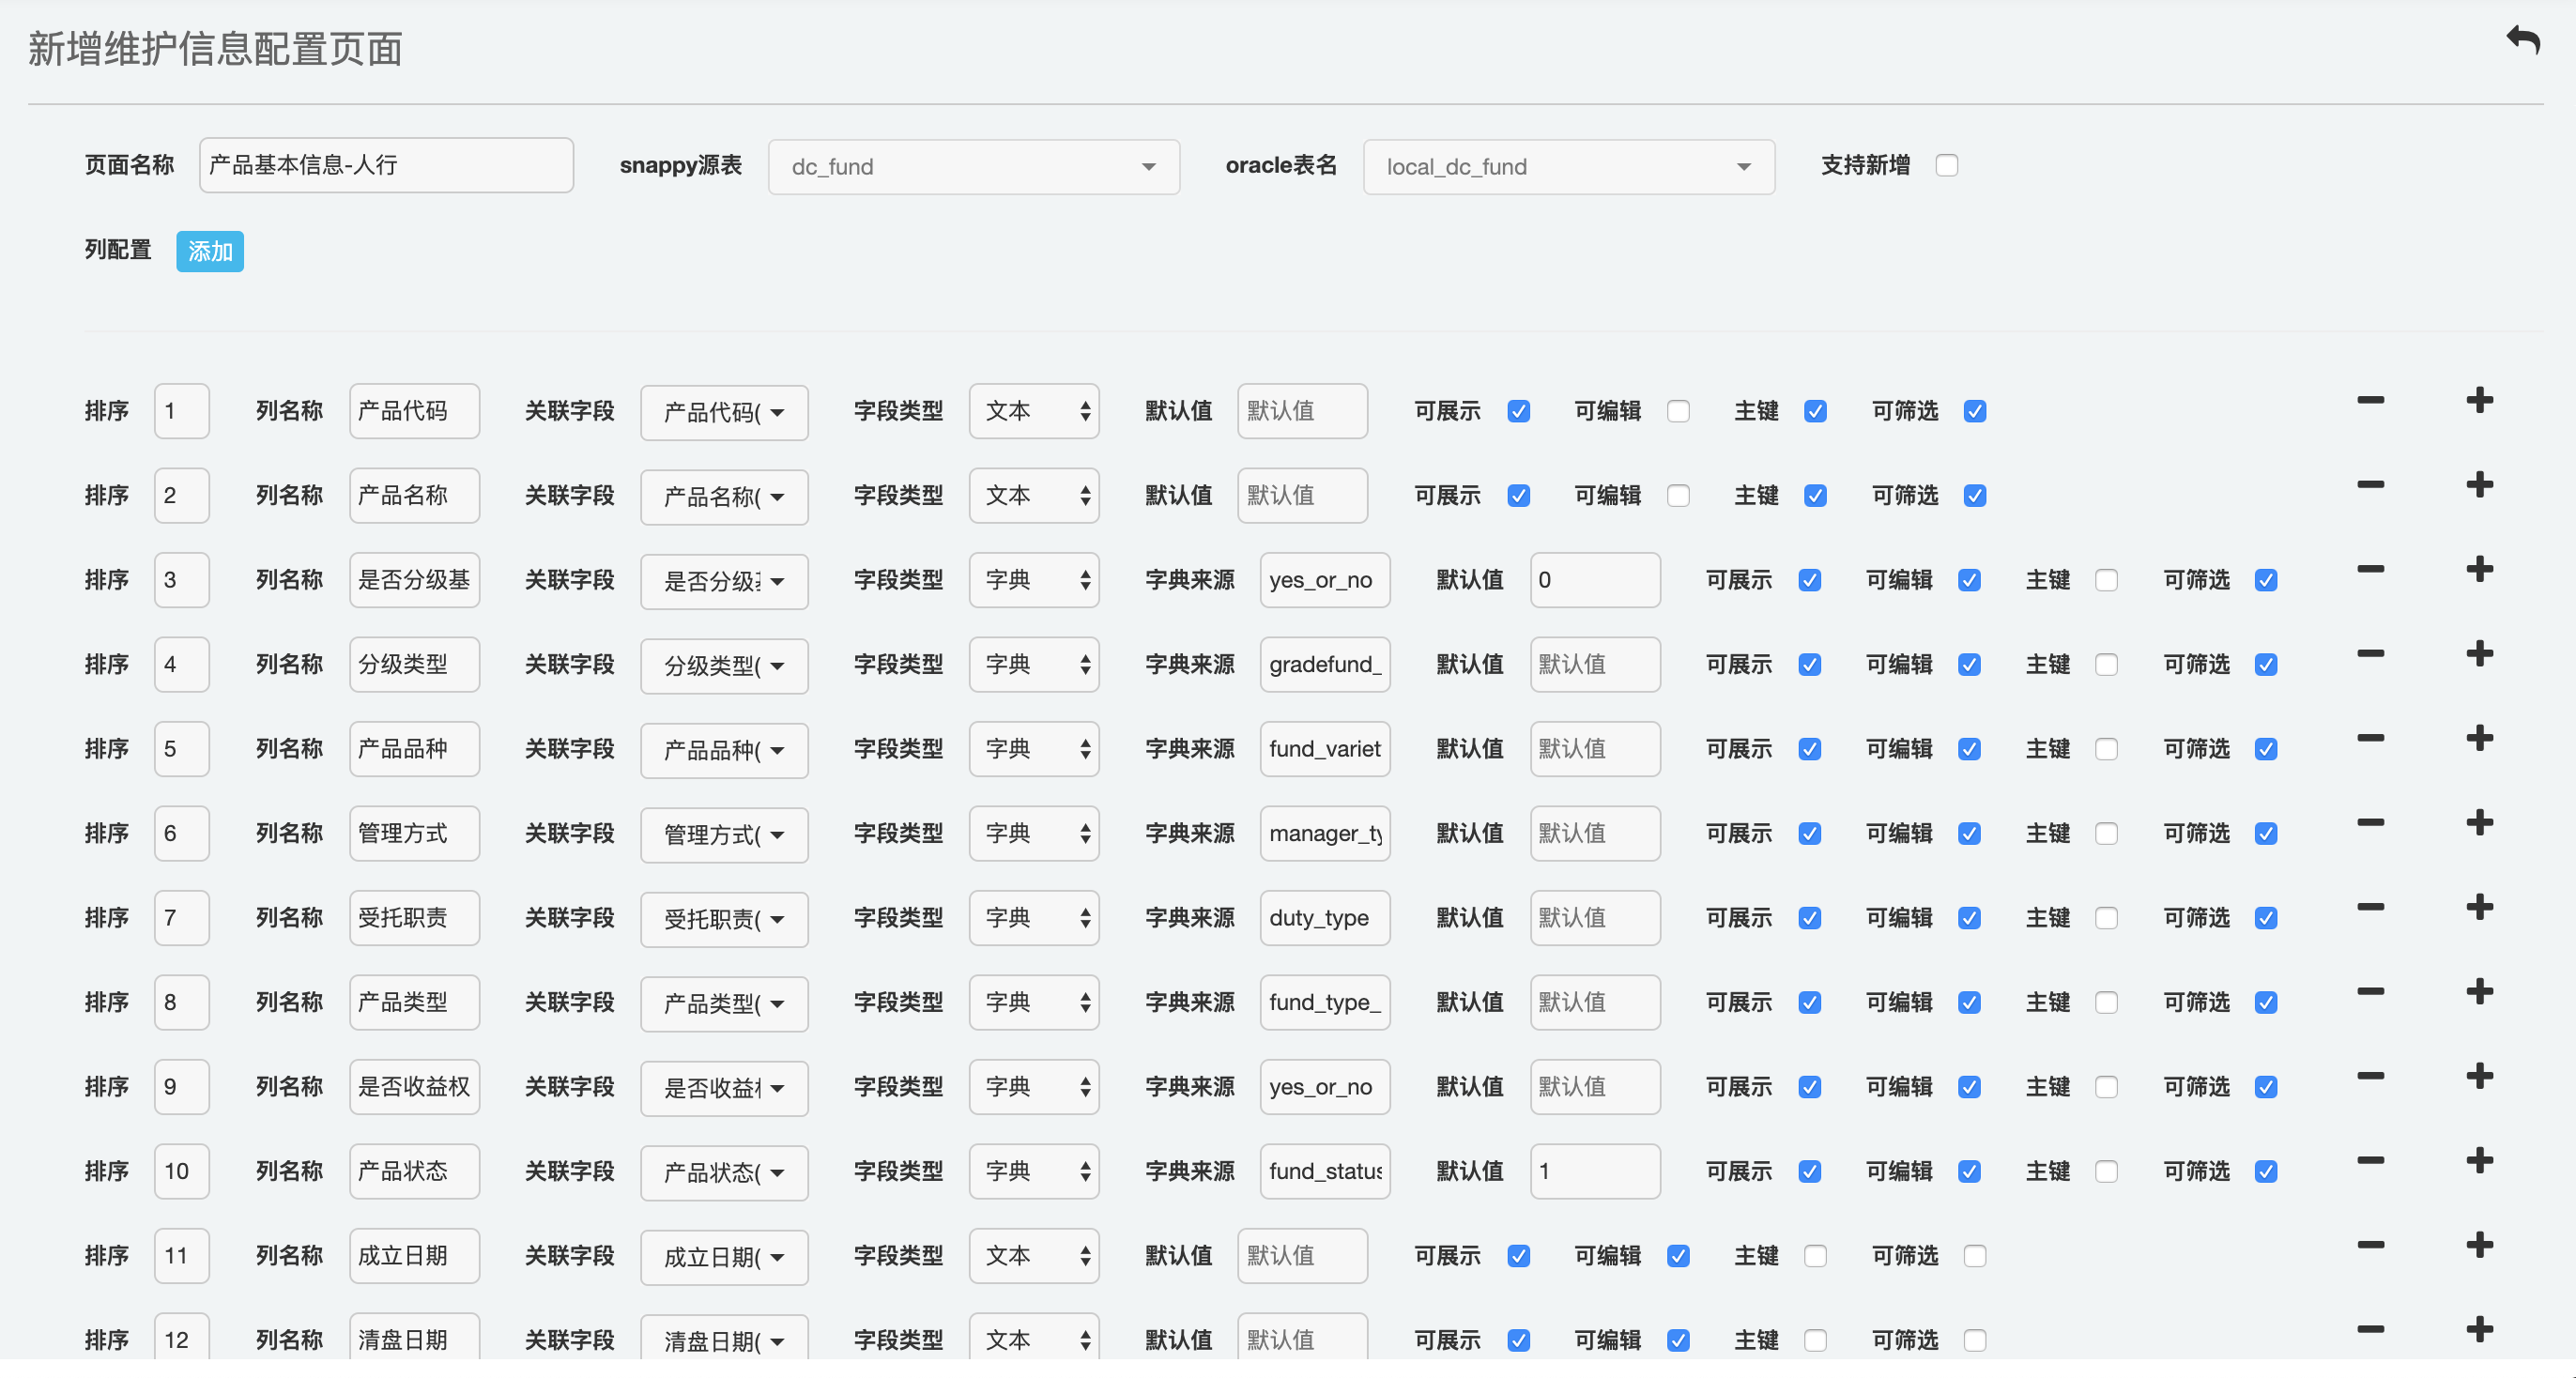 新增维护信息配置页面
页面名称 产品基本信息-人行 snappy源表 dc_fund oracle表名 local_dc_fund 支持新增
列配置 添加
排序 1 列名称 产品代码 关联字段 产品代码( 字段类型 文本 默认值 默认值 可展示 可编辑 主键 可筛选
排序 2 列名称 产品名称 关联字段 产品名称( 字段类型 文本 默认值 默认值 可展示 可编辑 主键 可筛选
排序 3 列名称 是否分级基 关联字段 是否分级 字段类型 字典 字典来源 yes_or_no 默认值 0 可展示 可编辑 主键 可筛选
排序 4 列名称 分级类型 关联字段 分级类型( 字段类型 字典 字典来源 gradefund_ 默认值 默认值 可展示 可编辑 主键 可筛选
排序 5 列名称 产品品种 关联字段 产品品种( 字段类型 字典 字典来源 fund_variet 默认值 默认值 可展示 可编辑 主键 可筛选
排序 6 列名称 管理方式 关联字段 管理方式( 字段类型 字典 字典来源 manager_ty 默认值 默认值 可展示 可编辑 主键 可筛选
排序 7 列名称 受托职责 关联字段 受托职责( 字段类型 字典 字典来源 duty_type 默认值 默认值 可展示 可编辑 主键 可筛选
排序 8 列名称 产品类型 关联字段 产品类型( 字段类型 字典 字典来源 fund_type_ 默认值 默认值 可展示 可编辑 主键 可筛选
排序 9 列名称 是否收益权 关联字段 是否收益 字段类型 字典 字典来源 yes_or_no 默认值 默认值 可展示 可编辑 主键 可筛选
排序 10 列名称 产品状态 关联字段 产品状态( 字段类型 字典 字典来源 fund_status 默认值 1 可展示 可编辑 主键 可筛选
排序 11 列名称 成立日期 关联字段 成立日期( 字段类型 文本 默认值 默认值 可展示 可编辑 主键 可筛选
排序 12 列名称 清盘日期 关联字段 清盘日期( 字段类型 文本 默认值 默认值 可展示 可编辑 主键 可筛选